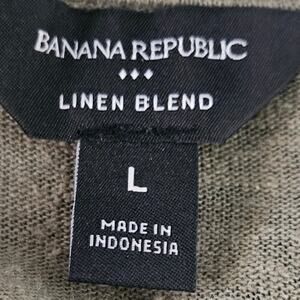 BANANA REPUBLIC
LINEN BLEND
L
MADE IN
INDONESIA